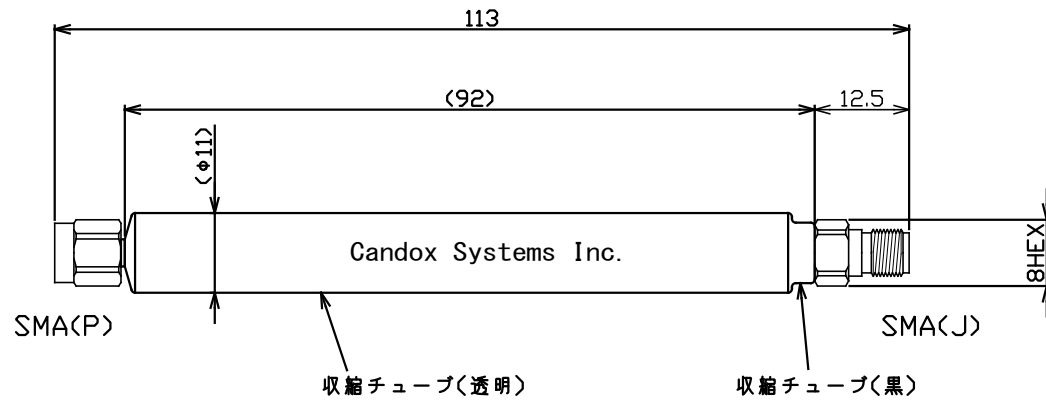 113
(92)
12.5
(φ11)
Candox Systems Inc.
8HEX
SMA(P)
SMA(J)
収縮チューブ(透明)
収縮チューブ(黒)